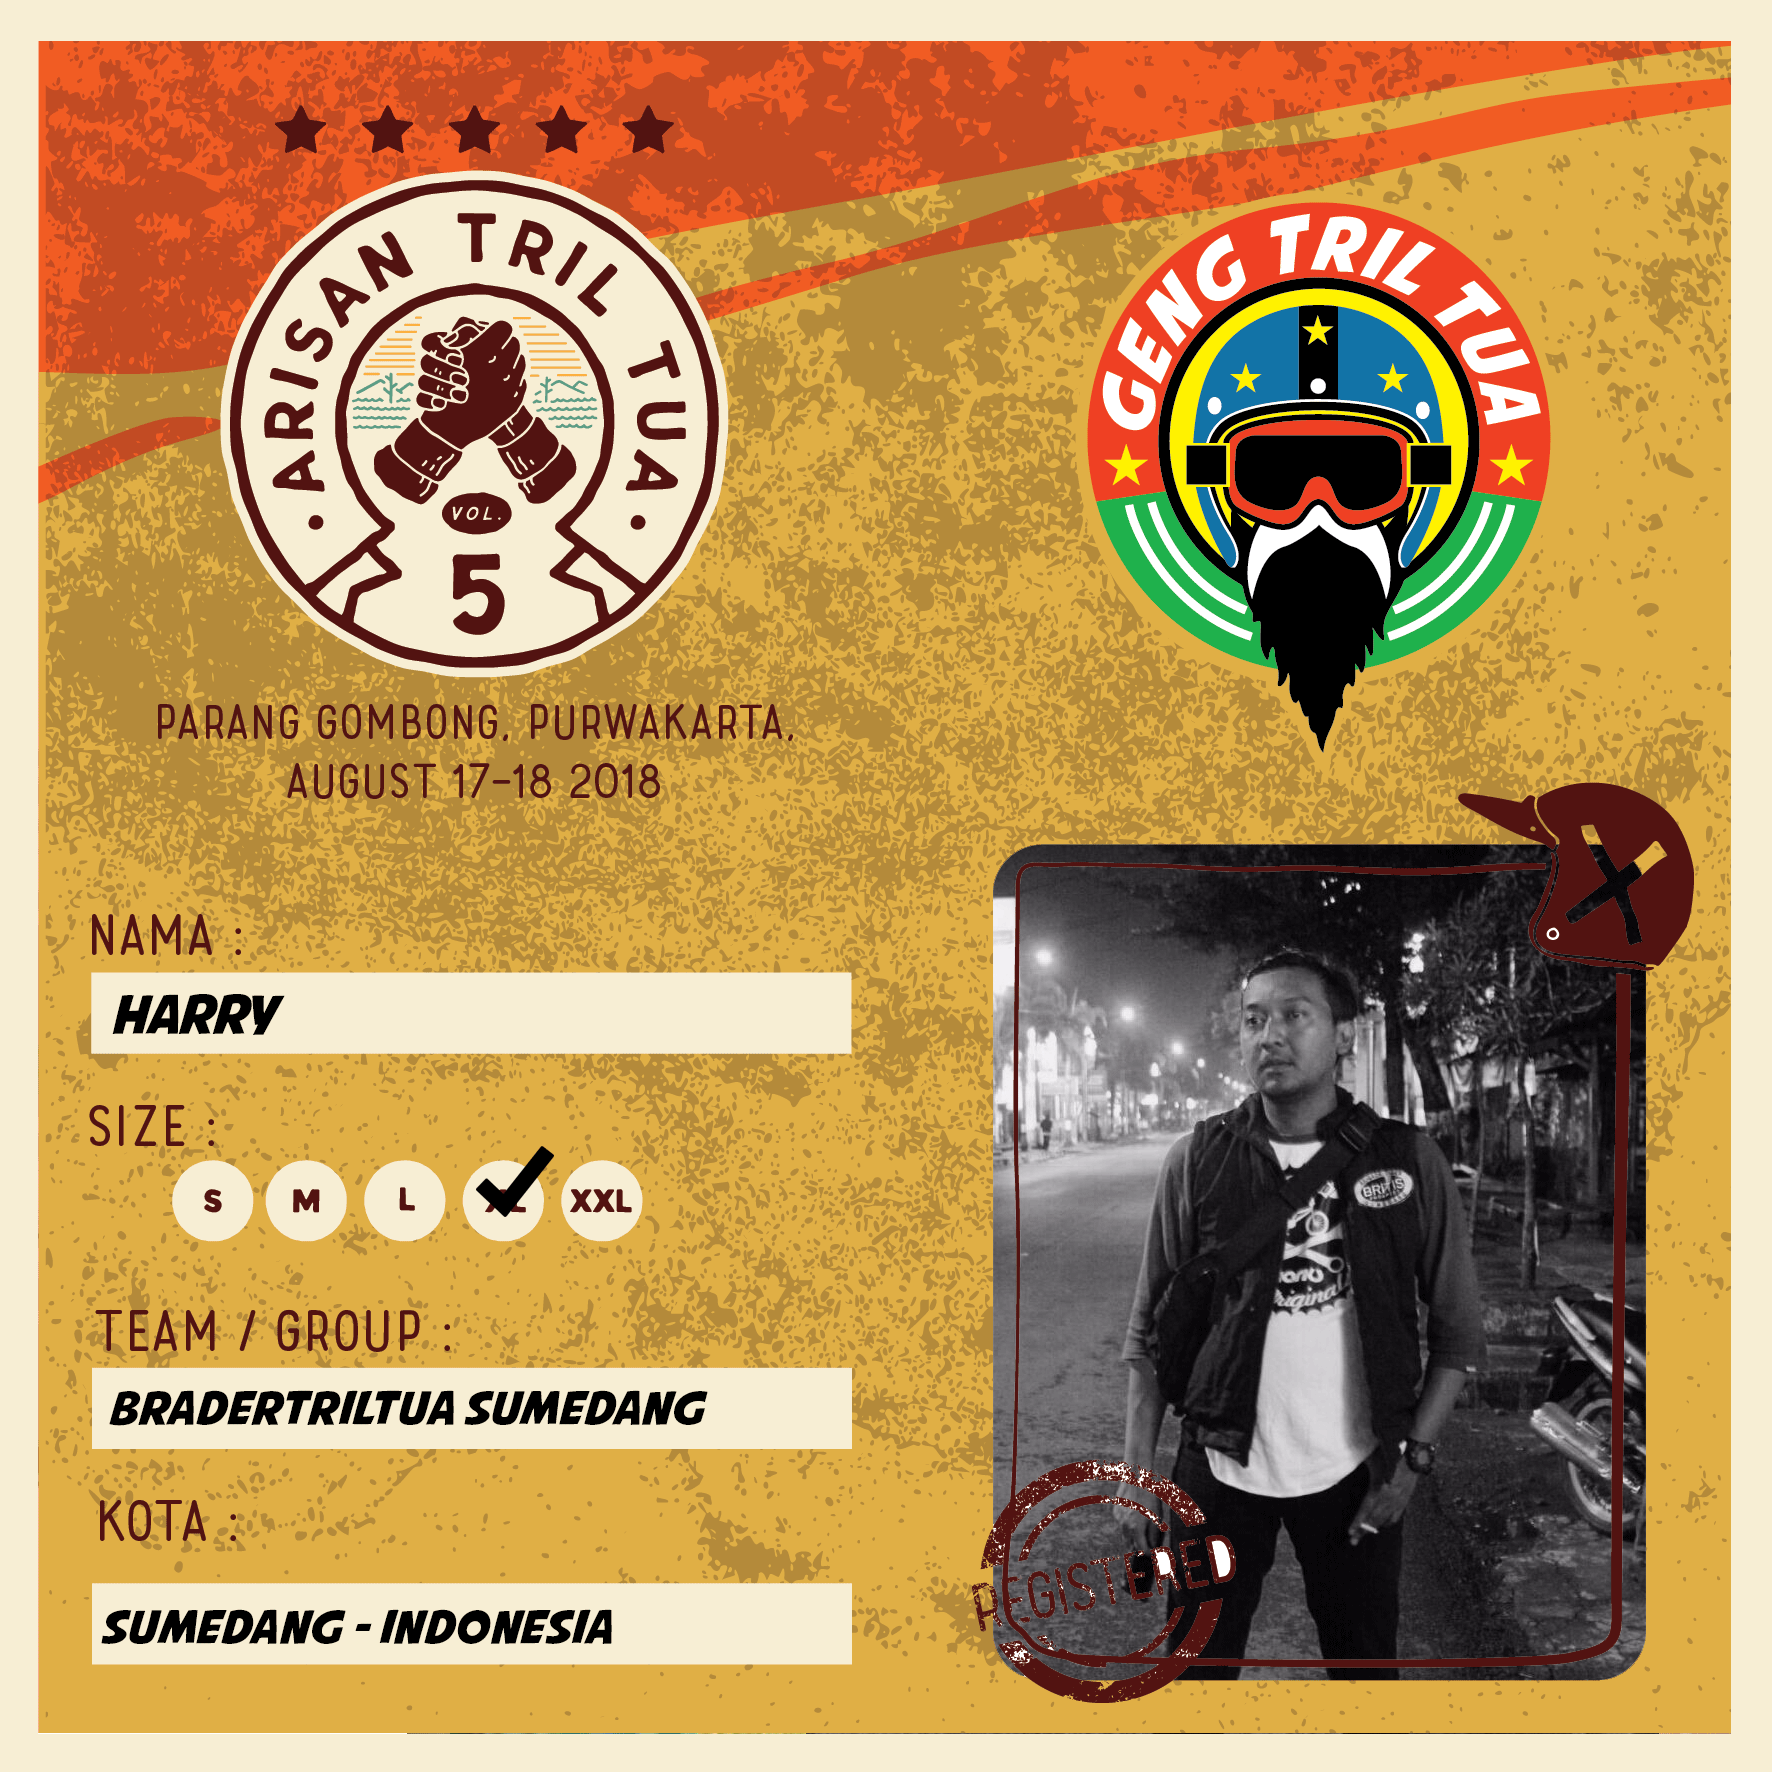 ARISAN TRIL TUA
VOL.
5
GENG TRIL TUA
PARANG GOMBONG, PURWAKARTA,
AUGUST 17-18 2018
NAMA :
HARRY
SIZE :
S M L XL XXL
TEAM / GROUP :
BRADERTRILTUA SUMEDANG
KOTA :
SUMEDANG - INDONESIA
REGISTERED